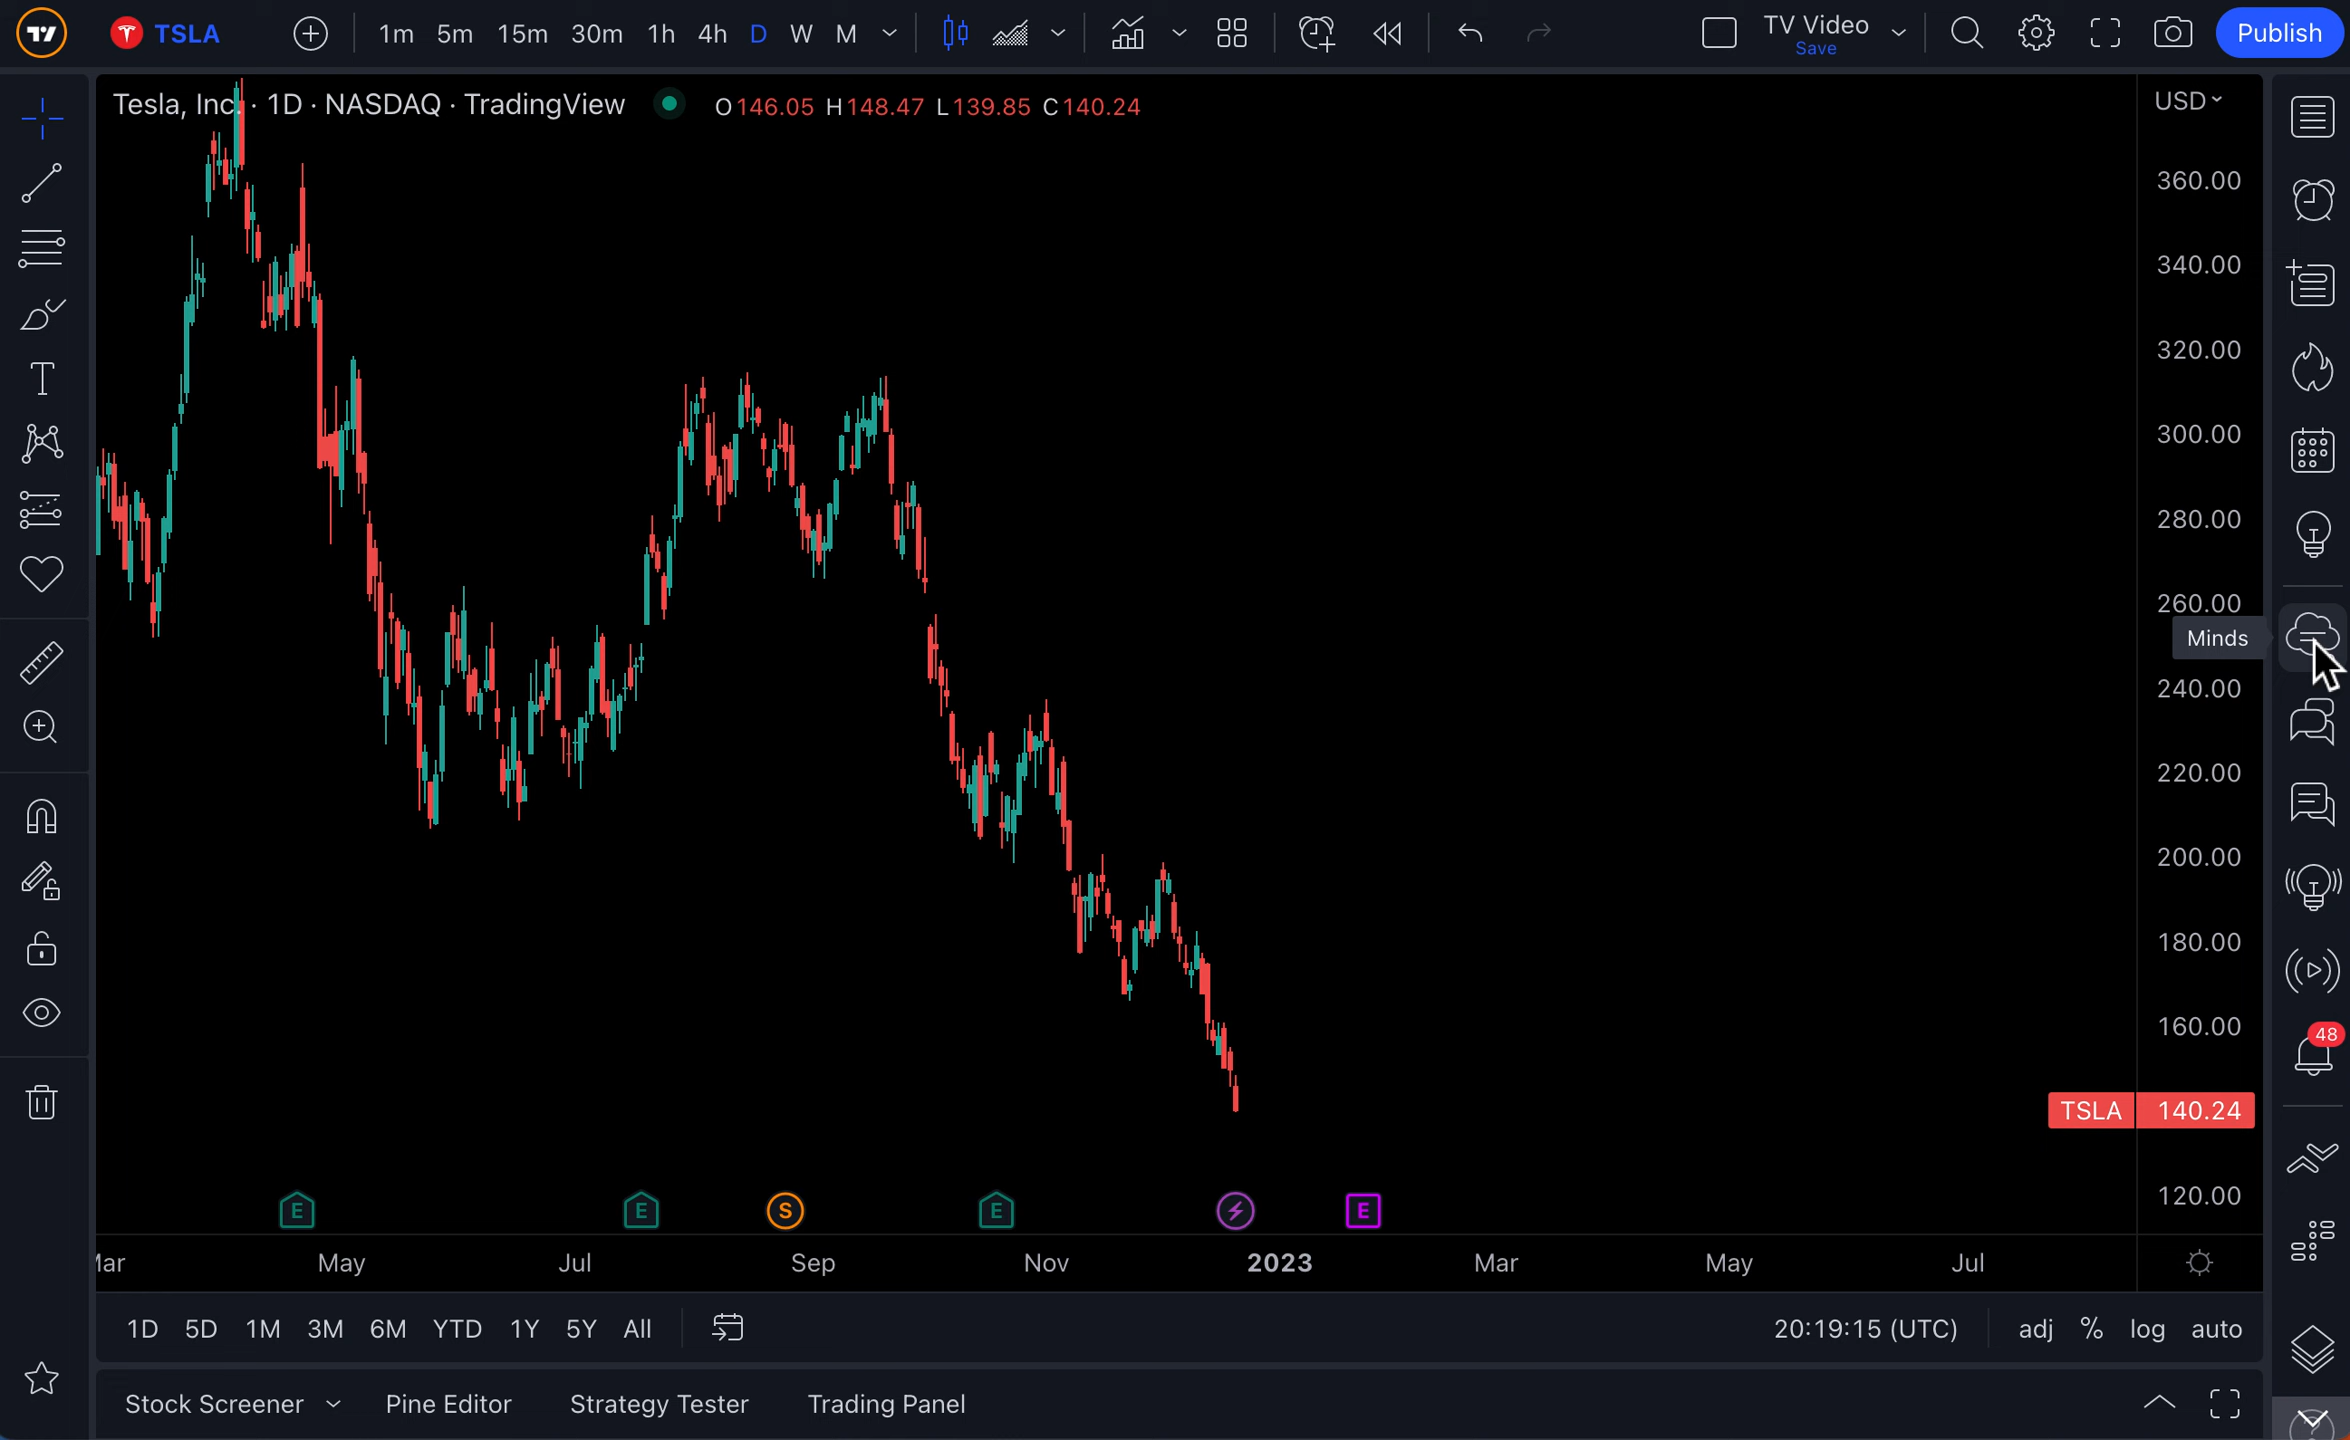 TSLA 1m 5m 15m 30m 1h 4h D W M TV Video Save Publish
Tesla, Inc. · 1D · NASDAQ · TradingView O146.05 H148.47 L139.85 C140.24
USD
360.00
340.00
320.00
300.00
280.00
260.00
Minds
240.00
220.00
200.00
180.00
160.00
48
TSLA 140.24
120.00
E E S E E
Mar May Jul Sep Nov 2023 Mar May Jul
1D 5D 1M 3M 6M YTD 1Y 5Y All 20:19:15 (UTC) adj % log auto
Stock Screener Pine Editor Strategy Tester Trading Panel